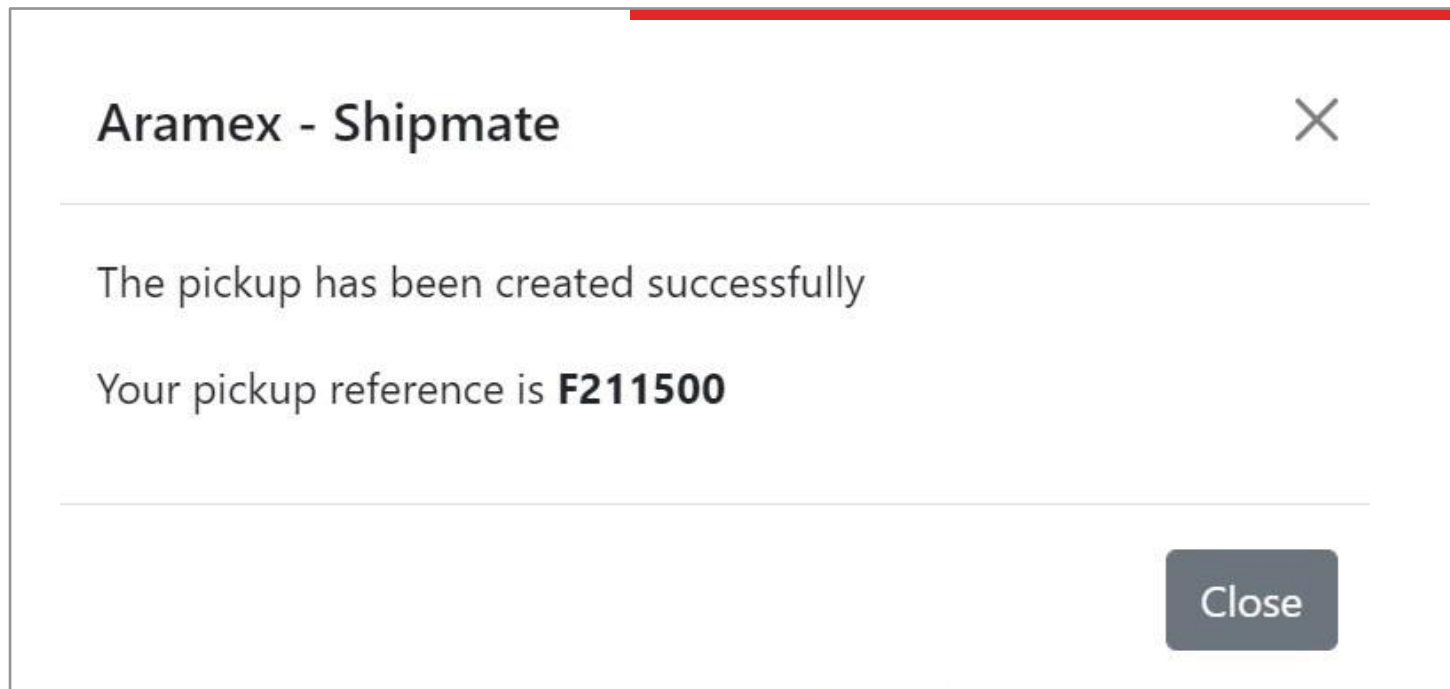 Aramex - Shipmate
The pickup has been created successfully
Your pickup reference is F211500
Close